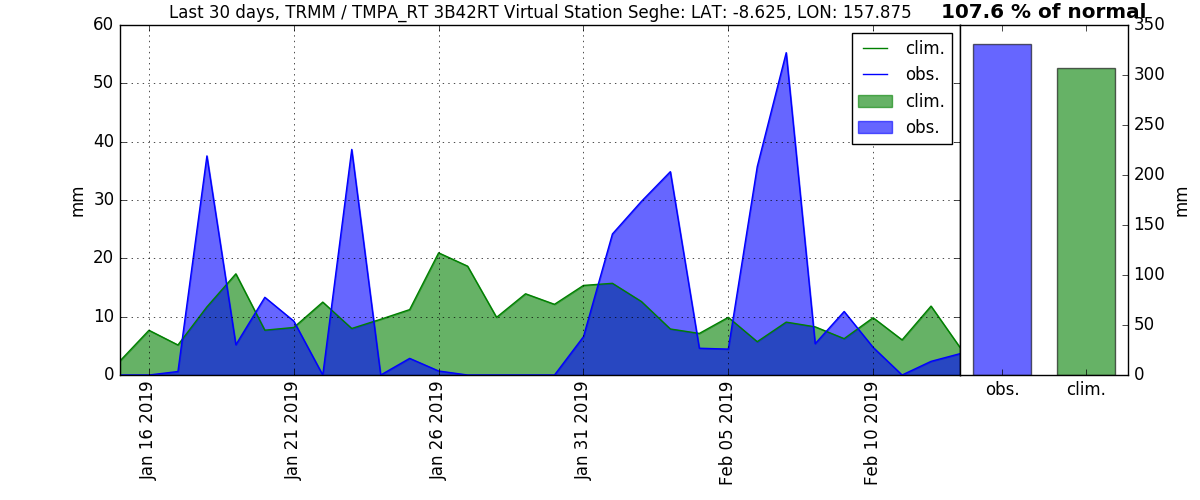 Last 30 days, TRMM / TMPA_RT 3B42RT Virtual Station Seghe: LAT: -8.625, LON: 157.875
107.6 % of normal
60
50
40
30
20
10
0
mm
clim.
obs.
clim.
obs.
350
300
250
200
150
100
50
0
mm
Jan 16 2019
Jan 21 2019
Jan 26 2019
Jan 31 2019
Feb 05 2019
Feb 10 2019
obs.
clim.